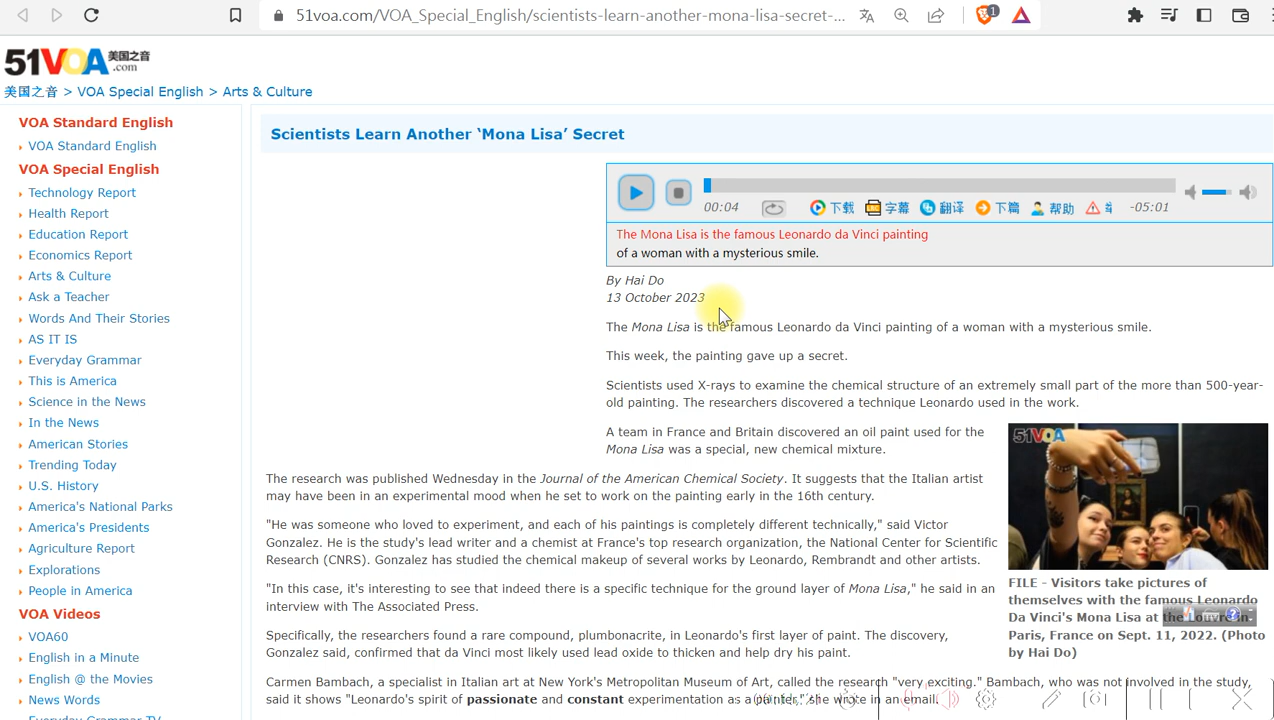 51voa.com/VOA_Special_English/scientists-learn-another-mona-lisa-secret-...
1
51VOA.com 美国之音
美国之音 > VOA Special English > Arts & Culture
VOA Standard English
VOA Standard English
VOA Special English
Technology Report
Health Report
Education Report
Economics Report
Arts & Culture
Ask a Teacher
Words And Their Stories
AS IT IS
Everyday Grammar
This is America
Science in the News
In the News
American Stories
Trending Today
U.S. History
America's National Parks
America's Presidents
Agriculture Report
Explorations
People in America
VOA Videos
VOA60
English in a Minute
English @ the Movies
News Words
Everyday Grammar TV
Scientists Learn Another ‘Mona Lisa’ Secret
00:04 下载 字幕 翻译 下篇 帮助 -05:01
The Mona Lisa is the famous Leonardo da Vinci painting
of a woman with a mysterious smile.
By Hai Do
13 October 2023
The Mona Lisa is the famous Leonardo da Vinci painting of a woman with a mysterious smile.
This week, the painting gave up a secret.
Scientists used X-rays to examine the chemical structure of an extremely small part of the more than 500-year-
old painting. The researchers discovered a technique Leonardo used in the work.
A team in France and Britain discovered an oil paint used for the
Mona Lisa was a special, new chemical mixture.
The research was published Wednesday in the Journal of the American Chemical Society. It suggests that the Italian artist
may have been in an experimental mood when he set to work on the painting early in the 16th century.
"He was someone who loved to experiment, and each of his paintings is completely different technically," said Victor
Gonzalez. He is the study's lead writer and a chemist at France's top research organization, the National Center for Scientific
Research (CNRS). Gonzalez has studied the chemical makeup of several works by Leonardo, Rembrandt and other artists.
"In this case, it's interesting to see that indeed there is a specific technique for the ground layer of Mona Lisa," he said in an
interview with The Associated Press.
Specifically, the researchers found a rare compound, plumbonacrite, in Leonardo's first layer of paint. The discovery,
Gonzalez said, confirmed that da Vinci most likely used lead oxide to thicken and help dry his paint.
Carmen Bambach, a specialist in Italian art at New York's Metropolitan Museum of Art, called the research "very exciting." Bambach, who was not involved in the study,
said it shows "Leonardo's spirit of passionate and constant experimentation as a painter," she wrote in an email.
51VOA
FILE - Visitors take pictures of
themselves with the famous Leonardo
Da Vinci's Mona Lisa at the Louvre in
Paris, France on Sept. 11, 2022. (Photo
by Hai Do)